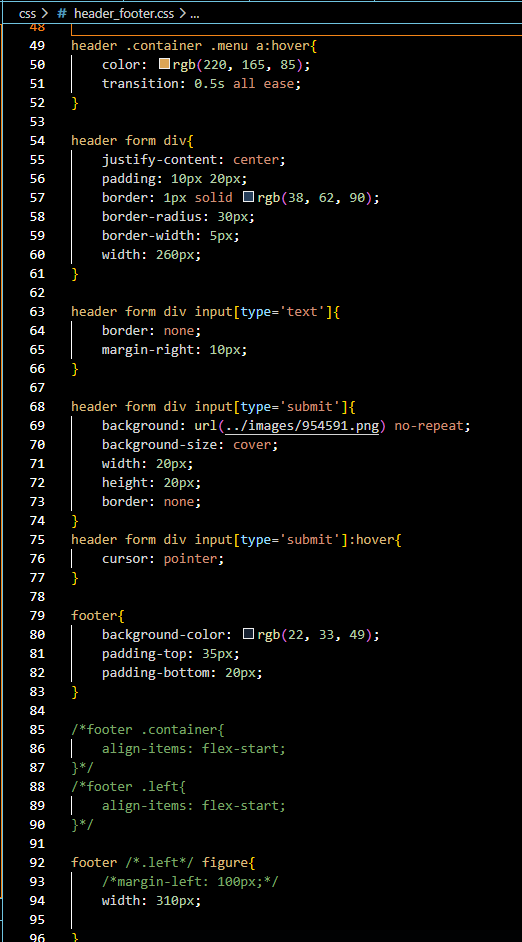 css > # header_footer.css > ...
48
49 header .container .menu a:hover{
50     color: rgb(220, 165, 85);
51     transition: 0.5s all ease;
52 }
53
54 header form div{
55     justify-content: center;
56     padding: 10px 20px;
57     border: 1px solid rgb(38, 62, 90);
58     border-radius: 30px;
59     border-width: 5px;
60     width: 260px;
61 }
62
63 header form div input[type='text']{
64     border: none;
65     margin-right: 10px;
66 }
67
68 header form div input[type='submit']{
69     background: url(../images/954591.png) no-repeat;
70     background-size: cover;
71     width: 20px;
72     height: 20px;
73     border: none;
74 }
75 header form div input[type='submit']:hover{
76     cursor: pointer;
77 }
78
79 footer{
80     background-color: rgb(22, 33, 49);
81     padding-top: 35px;
82     padding-bottom: 20px;
83 }
84
85 /*footer .container{
86     align-items: flex-start;
87 }*/
88 /*footer .left{
89     align-items: flex-start;
90 }*/
91
92 footer /*.left*/ figure{
93     /*margin-left: 100px;*/
94     width: 310px;
95
96 }